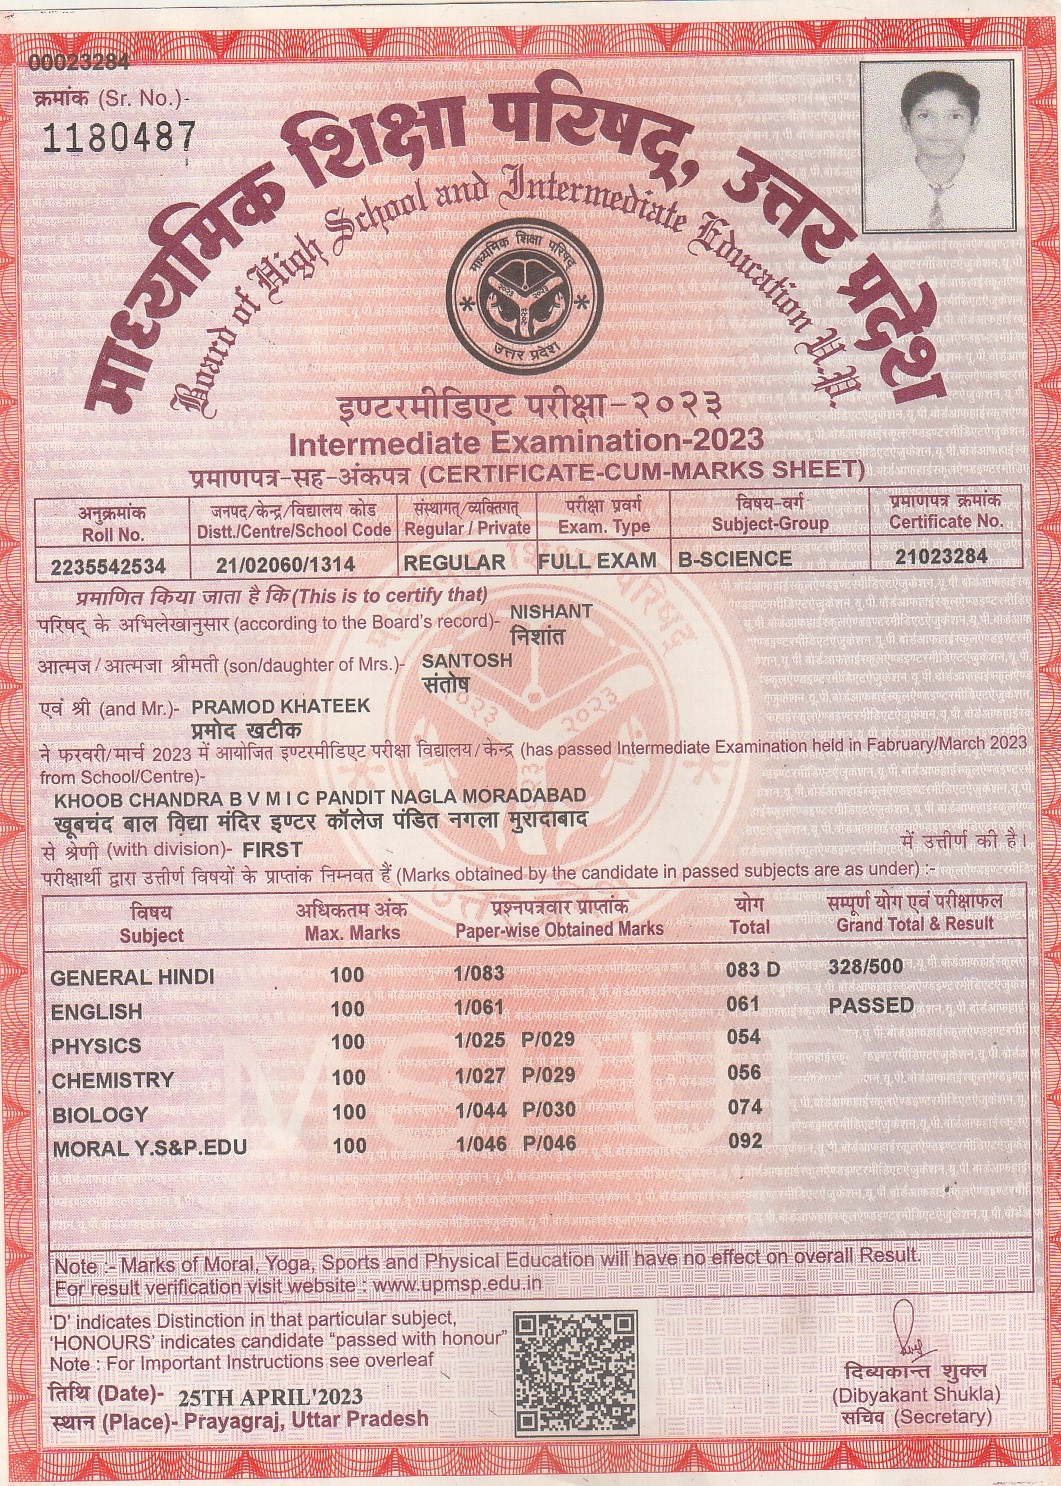 00023284
क्रमांक (Sr. No.)-
1180487
माध्यमिक शिक्षा परिषद्, उत्तर प्रदेश
Board of High School and Intermediate Education U.P.
माध्यमिक शिक्षा परिषद्
उत्तर प्रदेश
इण्टरमीडिएट परीक्षा-२०२३
Intermediate Examination-2023
प्रमाणपत्र-सह-अंकपत्र (CERTIFICATE-CUM-MARKS SHEET)
अनुक्रमांक जनपद/केन्द्र/विद्यालय कोड संस्थागत्/व्यक्तिगत् परीक्षा प्रवर्ग विषय-वर्ग प्रमाणपत्र क्रमांक
Roll No. Distt./Centre/School Code Regular / Private Exam. Type Subject-Group Certificate No.
2235542534 21/02060/1314 REGULAR FULL EXAM B-SCIENCE 21023284
प्रमाणित किया जाता है कि (This is to certify that)
परिषद् के अभिलेखानुसार (according to the Board's record)- NISHANT
निशांत
आत्मज/आत्मजा श्रीमती (son/daughter of Mrs.)- SANTOSH
संतोष
एवं श्री (and Mr.)- PRAMOD KHATEEK
प्रमोद खटीक
ने फरवरी/मार्च 2023 में आयोजित इण्टरमीडिएट परीक्षा विद्यालय/केन्द्र (has passed Intermediate Examination held in Fabruary/March 2023
from School/Centre)-
KHOOB CHANDRA B V M I C PANDIT NAGLA MORADABAD
खूबचंद बाल विद्या मंदिर इण्टर कॉलेज पंडित नगला मुरादाबाद
से श्रेणी (with division)- FIRST में उत्तीर्ण की है।
परीक्षार्थी द्वारा उत्तीर्ण विषयों के प्राप्तांक निम्नवत हैं (Marks obtained by the candidate in passed subjects are as under) :-
विषय अधिकतम अंक प्रश्नपत्रवार प्राप्तांक योग सम्पूर्ण योग एवं परीक्षाफल
Subject Max. Marks Paper-wise Obtained Marks Total Grand Total & Result
GENERAL HINDI 100 1/083 083 D 328/500
ENGLISH 100 1/061 061 PASSED
PHYSICS 100 1/025 P/029 054
CHEMISTRY 100 1/027 P/029 056
BIOLOGY 100 1/044 P/030 074
MORAL Y.S&P.EDU 100 1/046 P/046 092
Note :- Marks of Moral, Yoga, Sports and Physical Education will have no effect on overall Result.
For result verification visit website : www.upmsp.edu.in
'D' indicates Distinction in that particular subject,
'HONOURS' indicates candidate "passed with honour"
Note : For Important Instructions see overleaf
तिथि (Date)- 25TH APRIL'2023
स्थान (Place)- Prayagraj, Uttar Pradesh
दिब्यकान्त शुक्ल
(Dibyakant Shukla)
सचिव (Secretary)